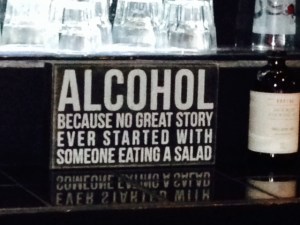 ALCOHOL
BECAUSE NO GREAT STORY
EVER STARTED WITH
SOMEONE EATING A SALAD